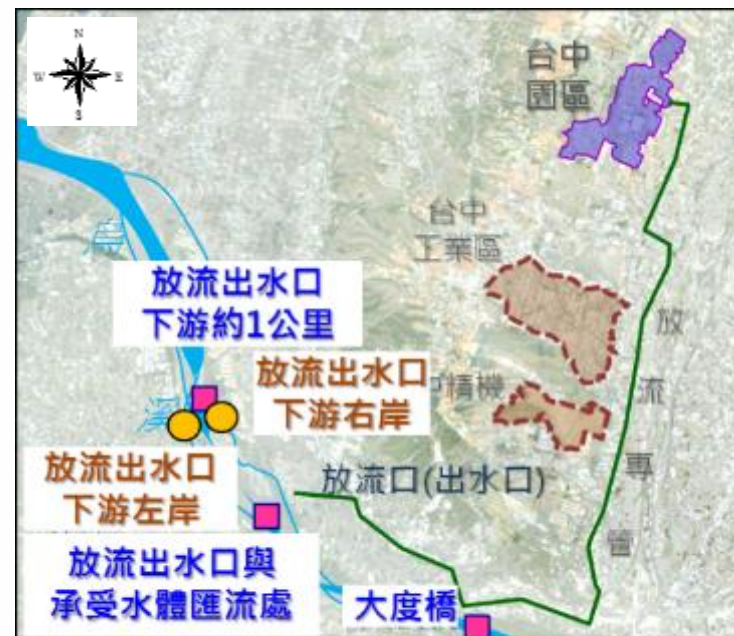 N
W E
S
台中
園區
台中
工業區
放流出水口
下游約1公里
放流出水口
下游右岸
精機
放流專管
放流出水口
下游左岸
放流口(出水口)
放流出水口與
承受水體匯流處
大度橋